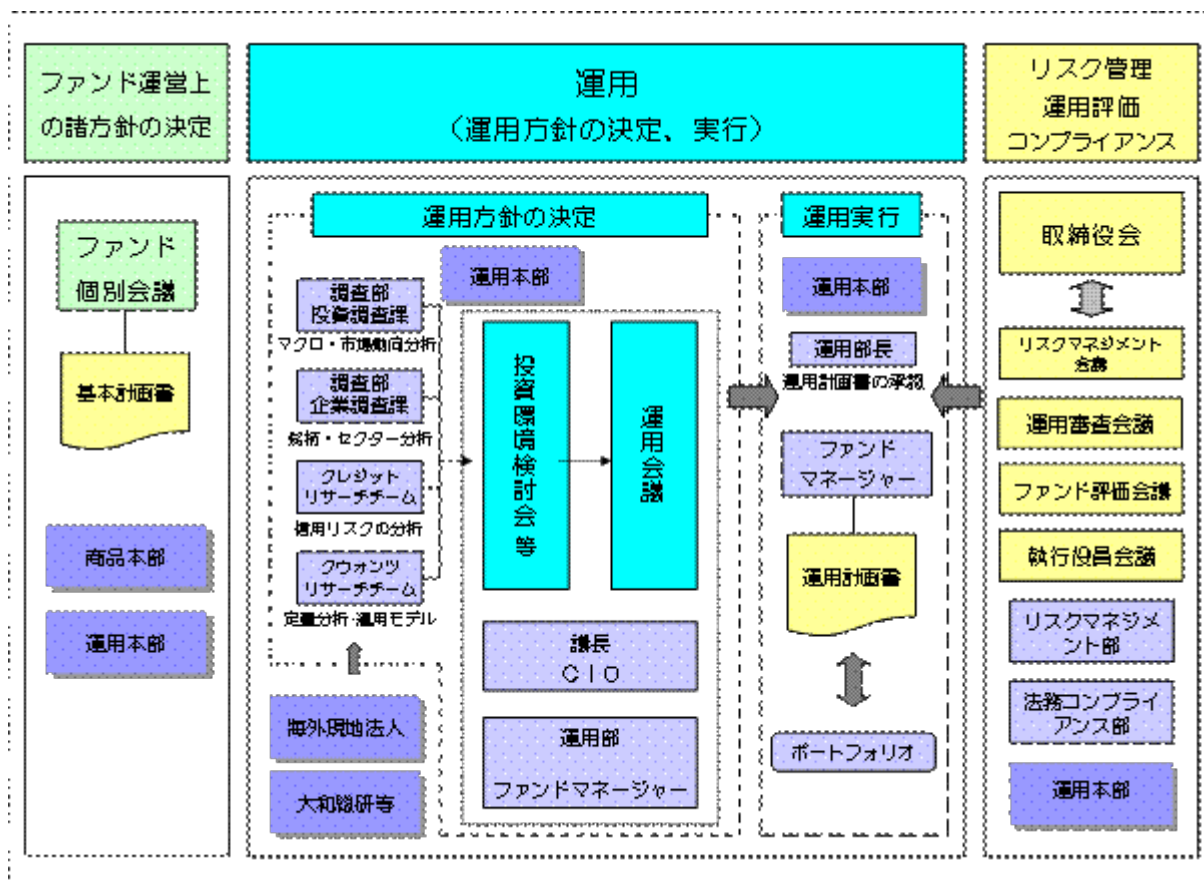 ファンド運営上
の諸方針の決定
ファンド
個別会議
基本計画書
商品本部
運用本部
運用
（運用方針の決定、実行）
運用方針の決定
運用本部
調査部
投資調査課
マクロ・市場動向分析
調査部
企業調査課
銘柄・セクター分析
クレジット
リサーチチーム
信用リスクの分析
クウォンツ
リサーチチーム
定量分析・運用モデル
海外現地法人
大和総研等
投資環境検討会等
運用会議
議長
ＣＩＯ
運用部
ファンドマネージャー
運用実行
運用本部
運用部長
運用計画書の承認
ファンド
マネージャー
運用計画書
ポートフォリオ
リスク管理
運用評価
コンプライアンス
取締役会
リスクマネジメント
会議
運用審査会議
ファンド評価会議
執行役員会議
リスクマネジメ
ント部
法務コンプライ
アンス部
運用本部